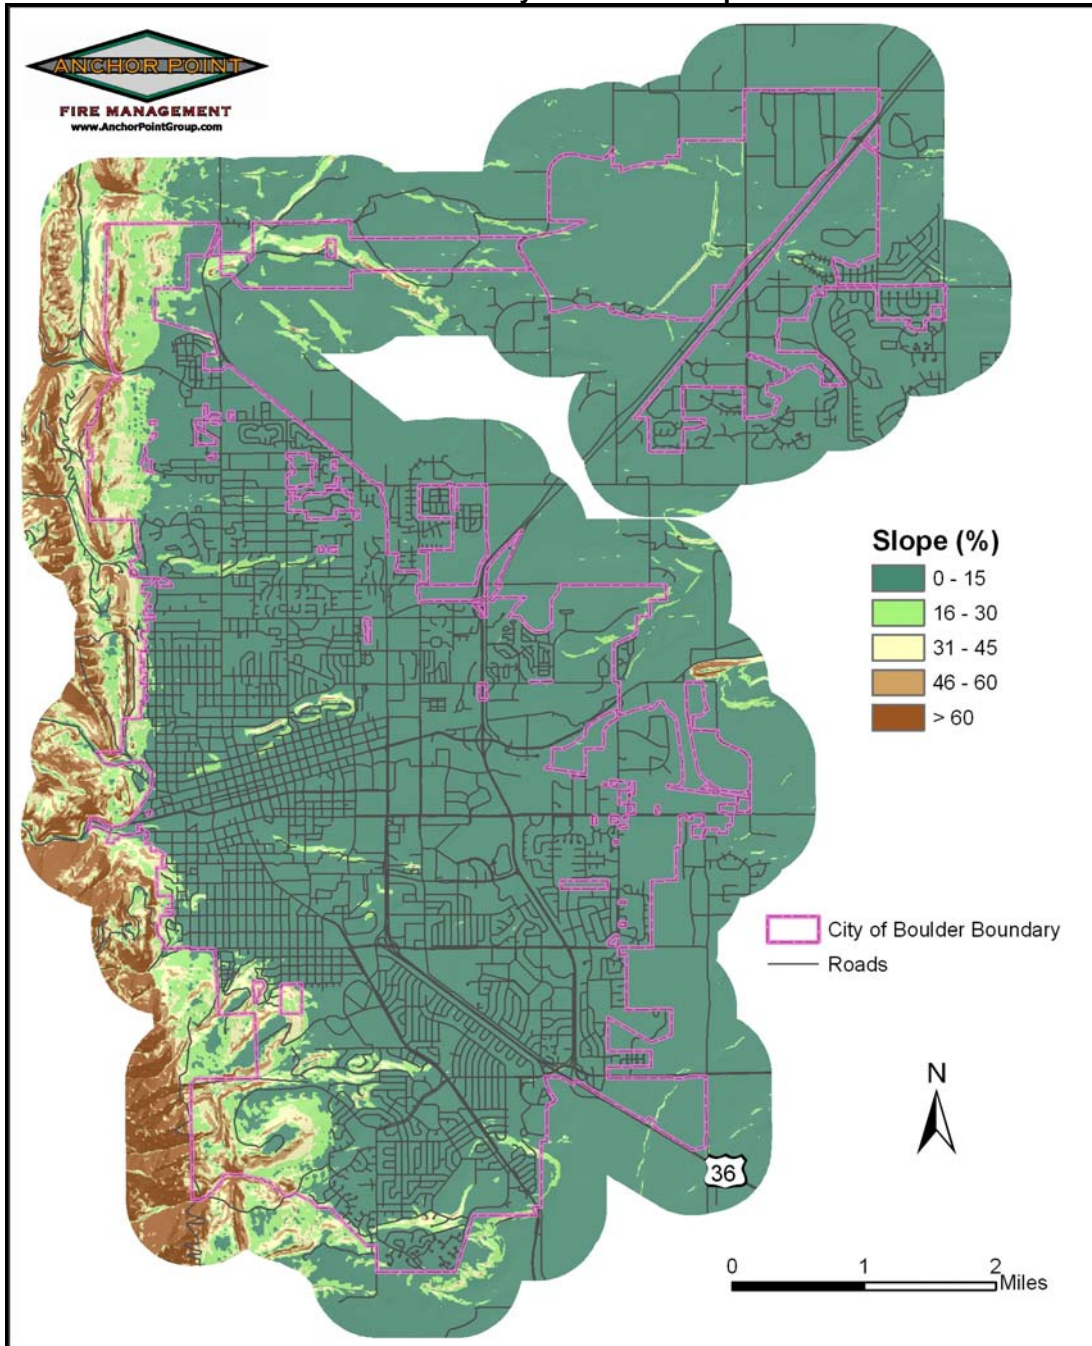 ANCHOR POINT
FIRE MANAGEMENT
www.AnchorPointGroup.com
Slope (%)
0 - 15
16 - 30
31 - 45
46 - 60
> 60
City of Boulder Boundary
Roads
N
36
0 1 2
Miles